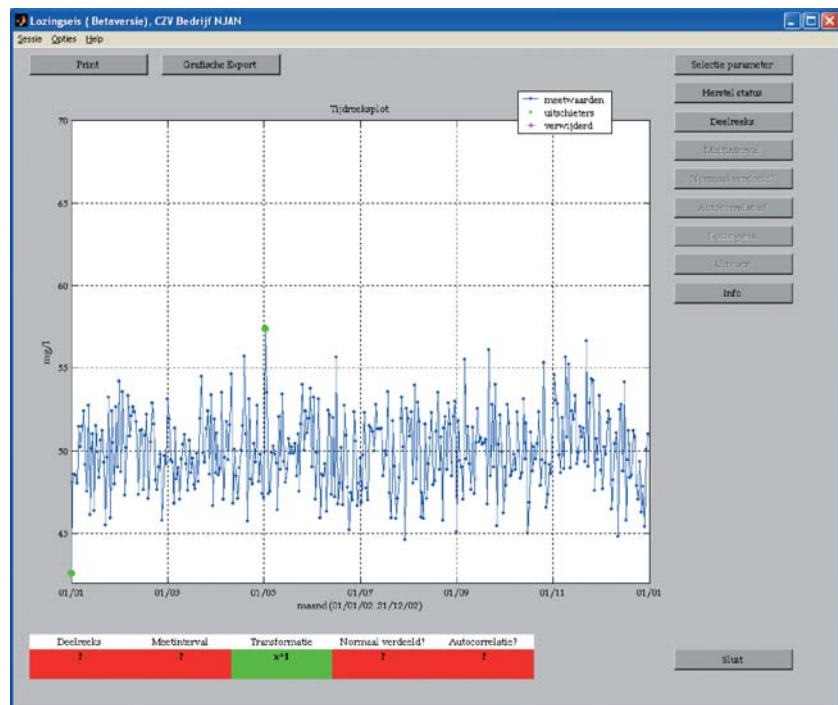 Lozingseis ( Betaversie), CZV Bedrijf NJAN
Sessie Opties Help
Print
Grafische Export
Selectie parameter
Herstel status
Deelreeks
Meetinterval
Normaal verdeeld?
Autocorrelatie?
Info
Sluit
Tijdreeksplot
meetwaarden
uitschieters
verwijderd
70
65
60
55
50
45
mg/l
01/01 01/03 01/05 01/07 01/09 01/11 01/01
maand (01/01/02..31/12/02)
Deelreeks Meetinterval Transformatie Normaal verdeeld? Autocorrelatie?
? ? x^1 ? ?